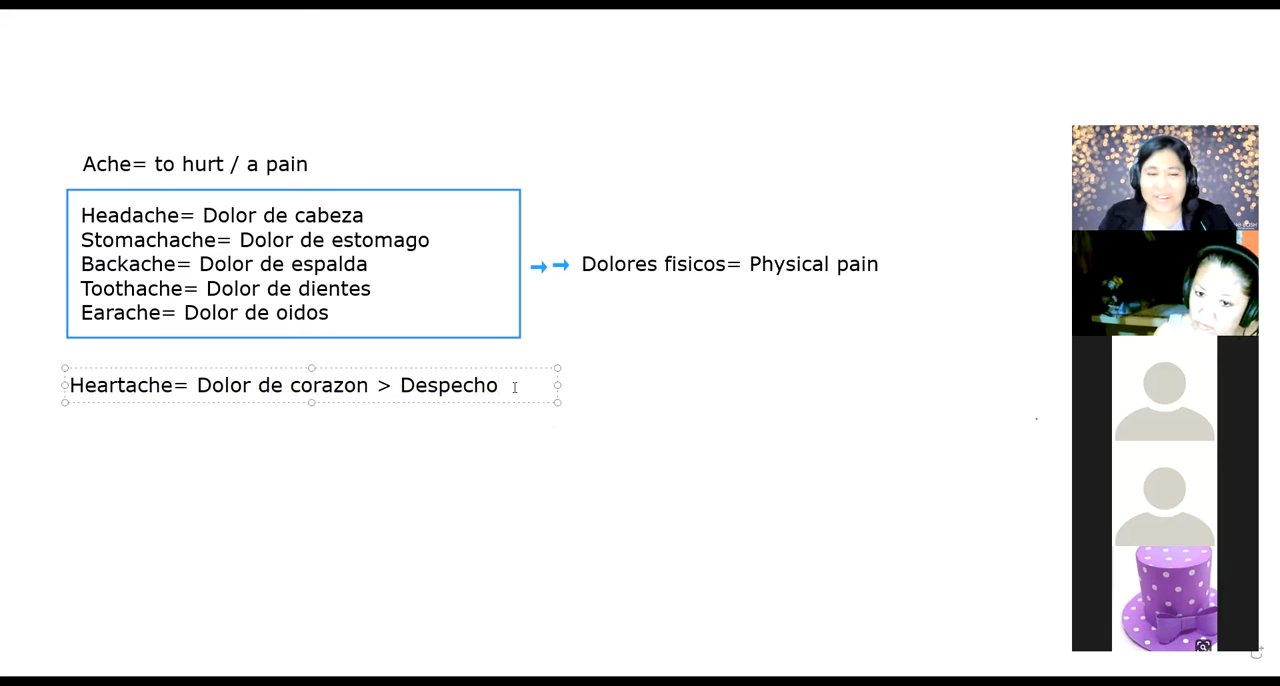 Ache= to hurt / a pain
Headache= Dolor de cabeza
Stomachache= Dolor de estomago
Backache= Dolor de espalda
Toothache= Dolor de dientes
Earache= Dolor de oidos
Dolores fisicos= Physical pain
Heartache= Dolor de corazon > Despecho